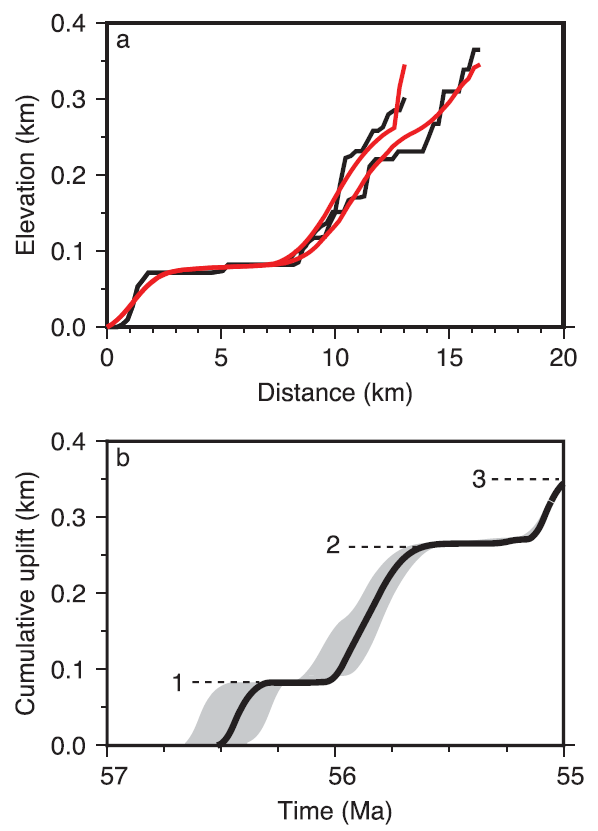 a
0.4
0.3
0.2
0.1
0.0
Elevation (km)
0 5 10 15 20
Distance (km)
b
0.4
0.3
0.2
0.1
0.0
Cumulative uplift (km)
3
2
1
57 56 55
Time (Ma)